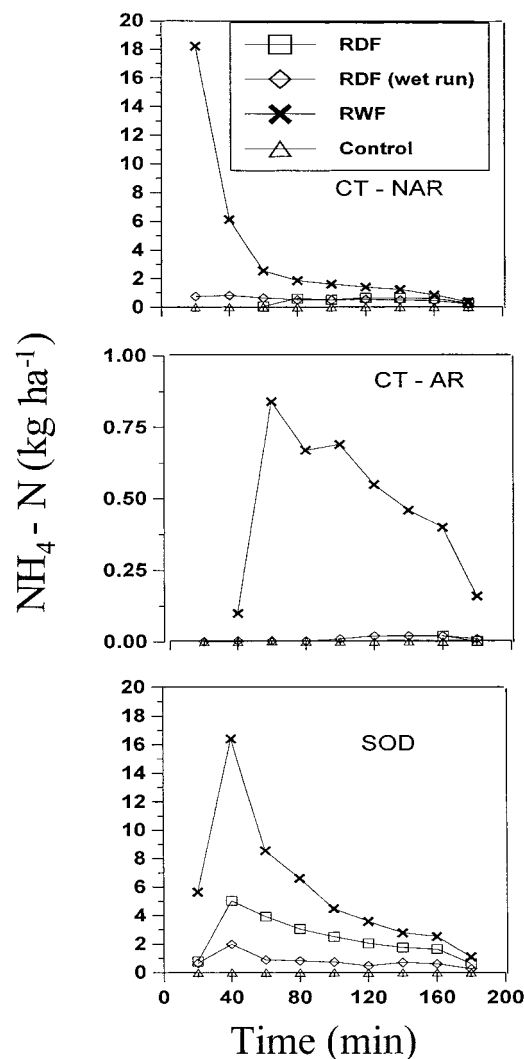 20
18
16
14
12
10
8
6
4
2
0
RDF
RDF (wet run)
RWF
Control
CT - NAR
1.00
0.75
0.50
0.25
0.00
CT - AR
NH₄ - N (kg ha⁻¹)
20
18
16
14
12
10
8
6
4
2
0
SOD
0 40 80 120 160 200
Time (min)